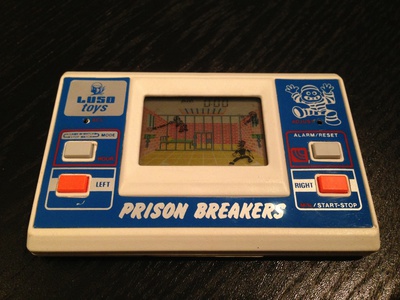 LUSO
toys
MODE
ALARM/RESET
LEFT
RIGHT
/START-STOP
PRISON BREAKERS